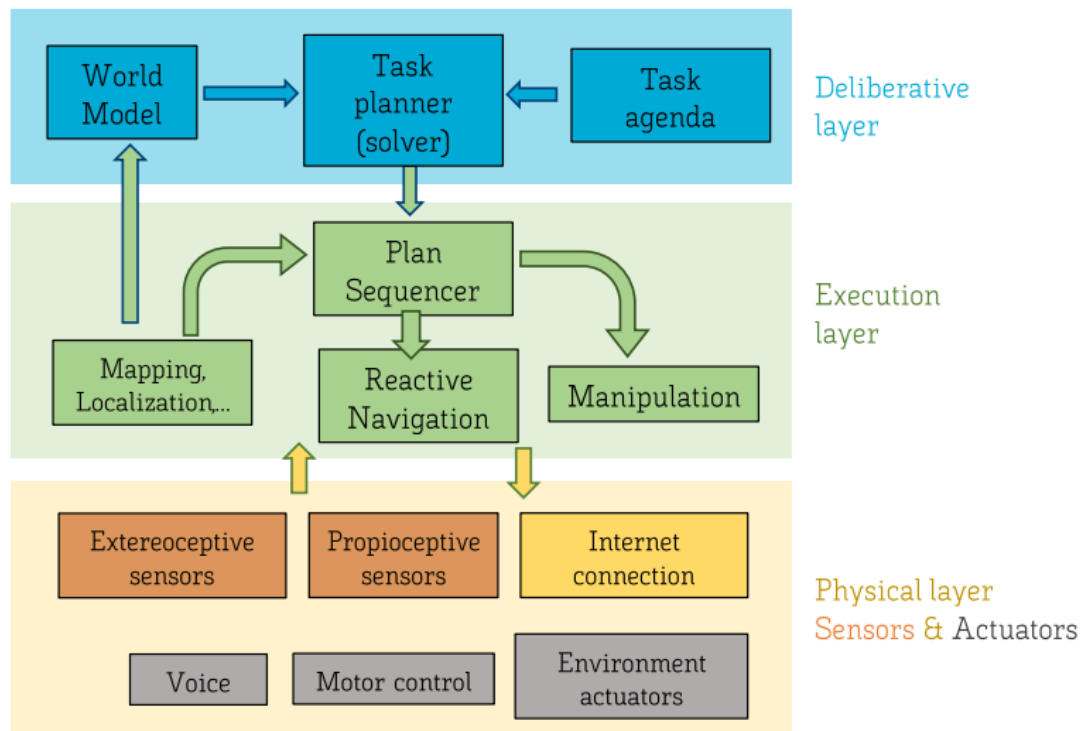 World
Model
Task
planner
(solver)
Task
agenda
Deliberative
layer
Plan
Sequencer
Mapping,
Localization,...
Reactive
Navigation
Manipulation
Execution
layer
Extereoceptive
sensors
Propioceptive
sensors
Internet
connection
Voice
Motor control
Environment
actuators
Physical layer
Sensors & Actuators